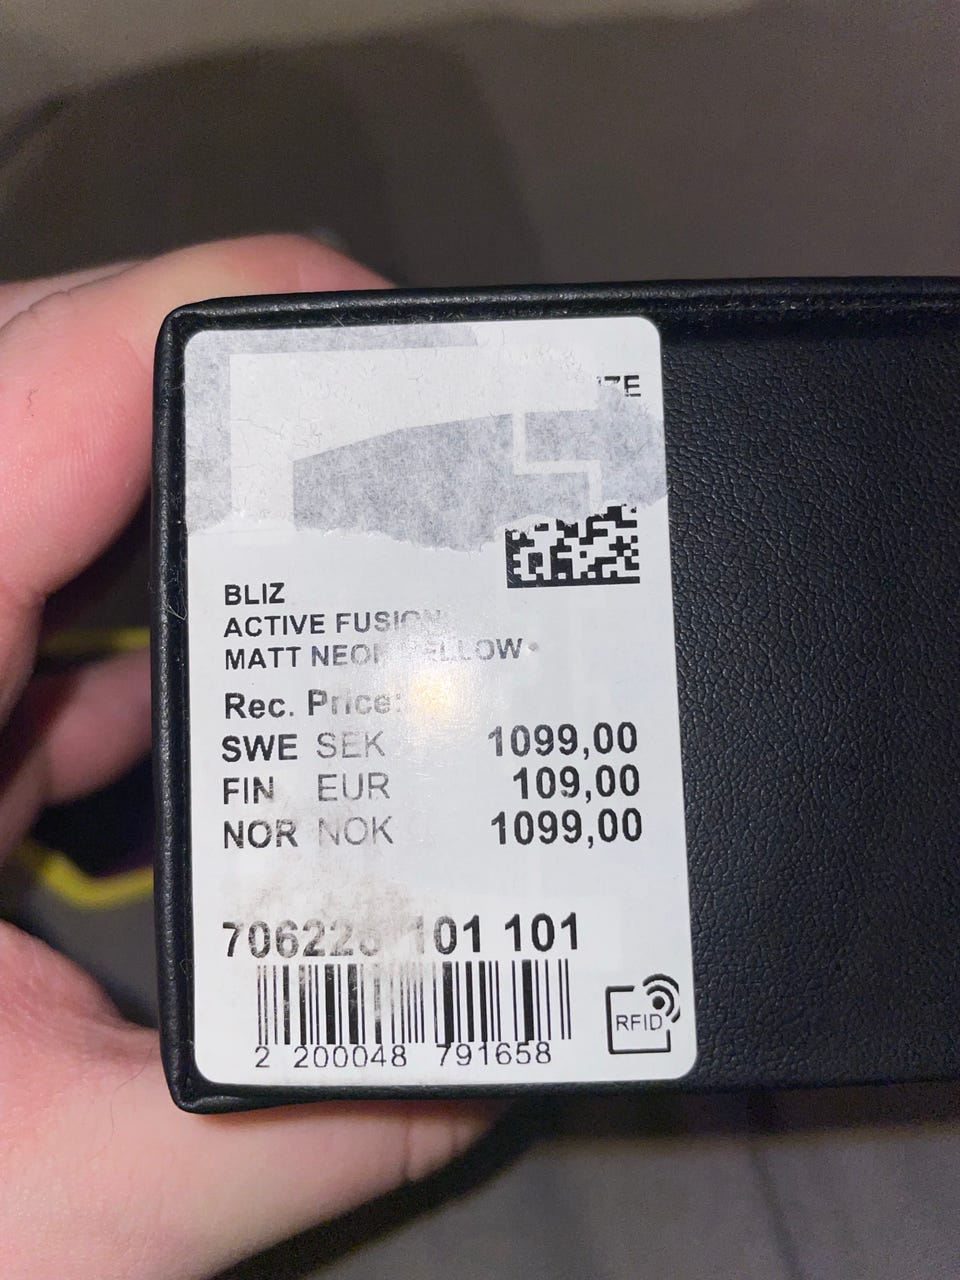 BLIZ
ACTIVE FUSION
MATT NEON YELLOW
Rec. Price:
SWE SEK 1099,00
FIN EUR 109,00
NOR NOK 1099,00
101 101
2 200048 791658
RFID